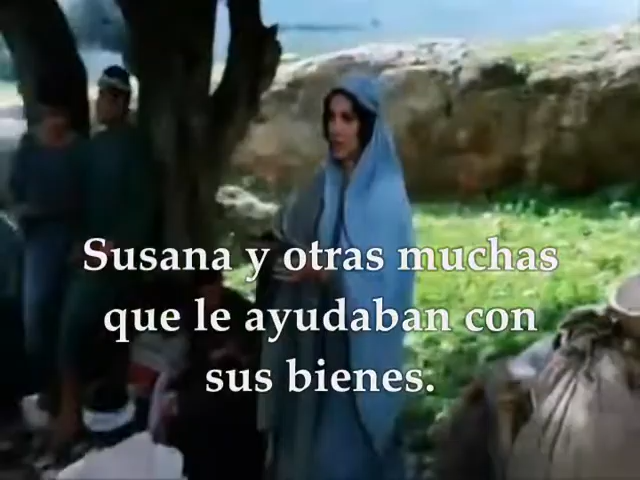 Susana y otras muchas
que le ayudaban con
sus bienes.